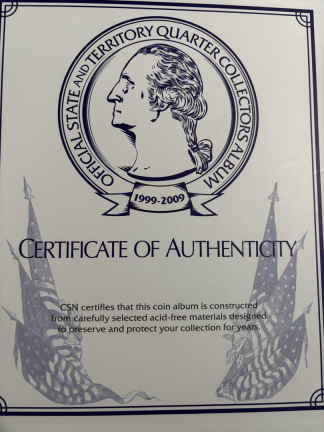 OFFICIAL STATE AND TERRITORY QUARTER COLLECTORS ALBUM
1999-2009
CERTIFICATE OF AUTHENTICITY
CSN certifies that this coin album is constructed
from carefully selected acid-free materials designed
to preserve and protect your collection for years.